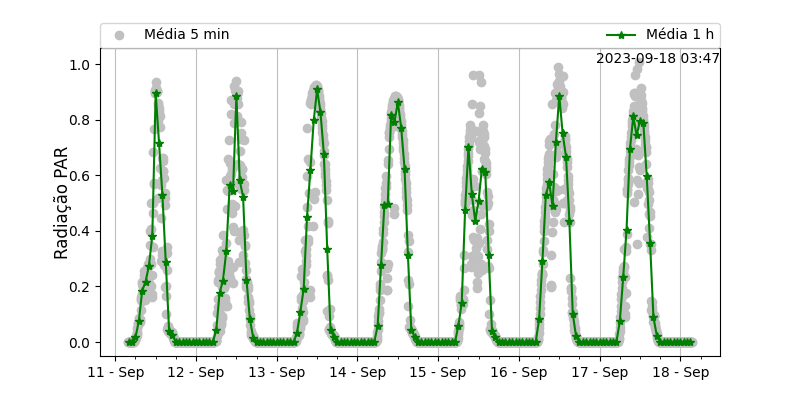 Média 5 min
Média 1 h
2023-09-18 03:47
Radiação PAR
1.0
0.8
0.6
0.4
0.2
0.0
11 - Sep
12 - Sep
13 - Sep
14 - Sep
15 - Sep
16 - Sep
17 - Sep
18 - Sep